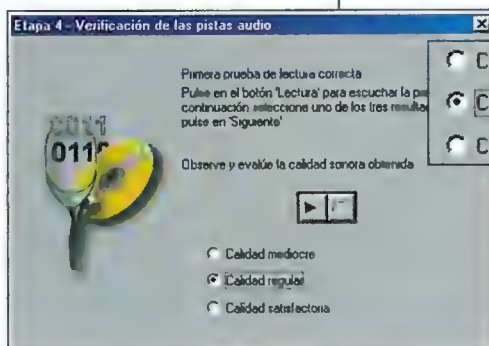 Etapa 4 - Verificación de las pistas audio
Primera prueba de lectura correcta
Pulse en el botón 'Lectura' para escuchar la
continuación seleccione uno de los tres
pulse en 'Siguiente'
0110
Observe y evalúe la calidad sonora obtenida
Calidad mediocre
Calidad regular
Calidad satisfactoria